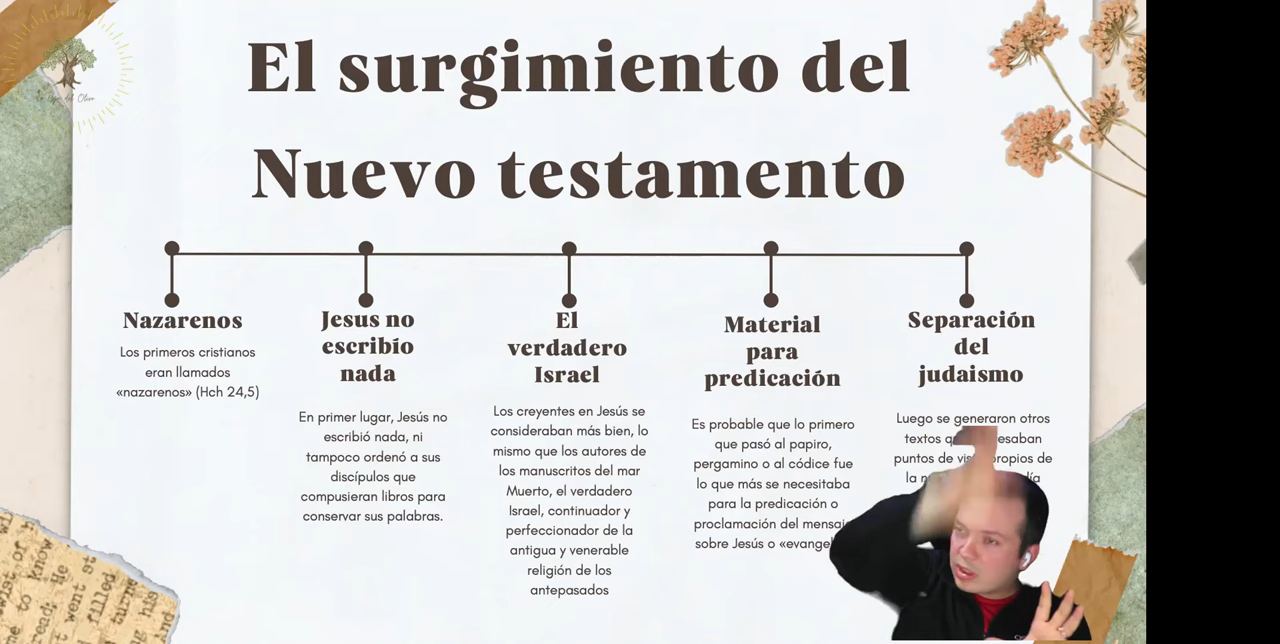 El surgimiento del
Nuevo testamento
Nazarenos
Los primeros cristianos
eran llamados
«nazarenos» (Hch 24,5)
Jesus no
escribío
nada
En primer lugar, Jesús no
escribió nada, ni
tampoco ordenó a sus
discípulos que
compusieran libros para
conservar sus palabras.
El
verdadero
Israel
Los creyentes en Jesús se
consideraban más bien, lo
mismo que los autores de
los manuscritos del mar
Muerto, el verdadero
Israel, continuador y
perfeccionador de la
antigua y venerable
religión de los
antepasados
Material
para
predicación
Es probable que lo primero
que pasó al papiro,
pergamino o al códice fue
lo que más se necesitaba
para la predicación o
proclamación del mensaje
sobre Jesús o
Separación
del
judaismo
Luego se generaron otros
textos
puntos de propios de
la